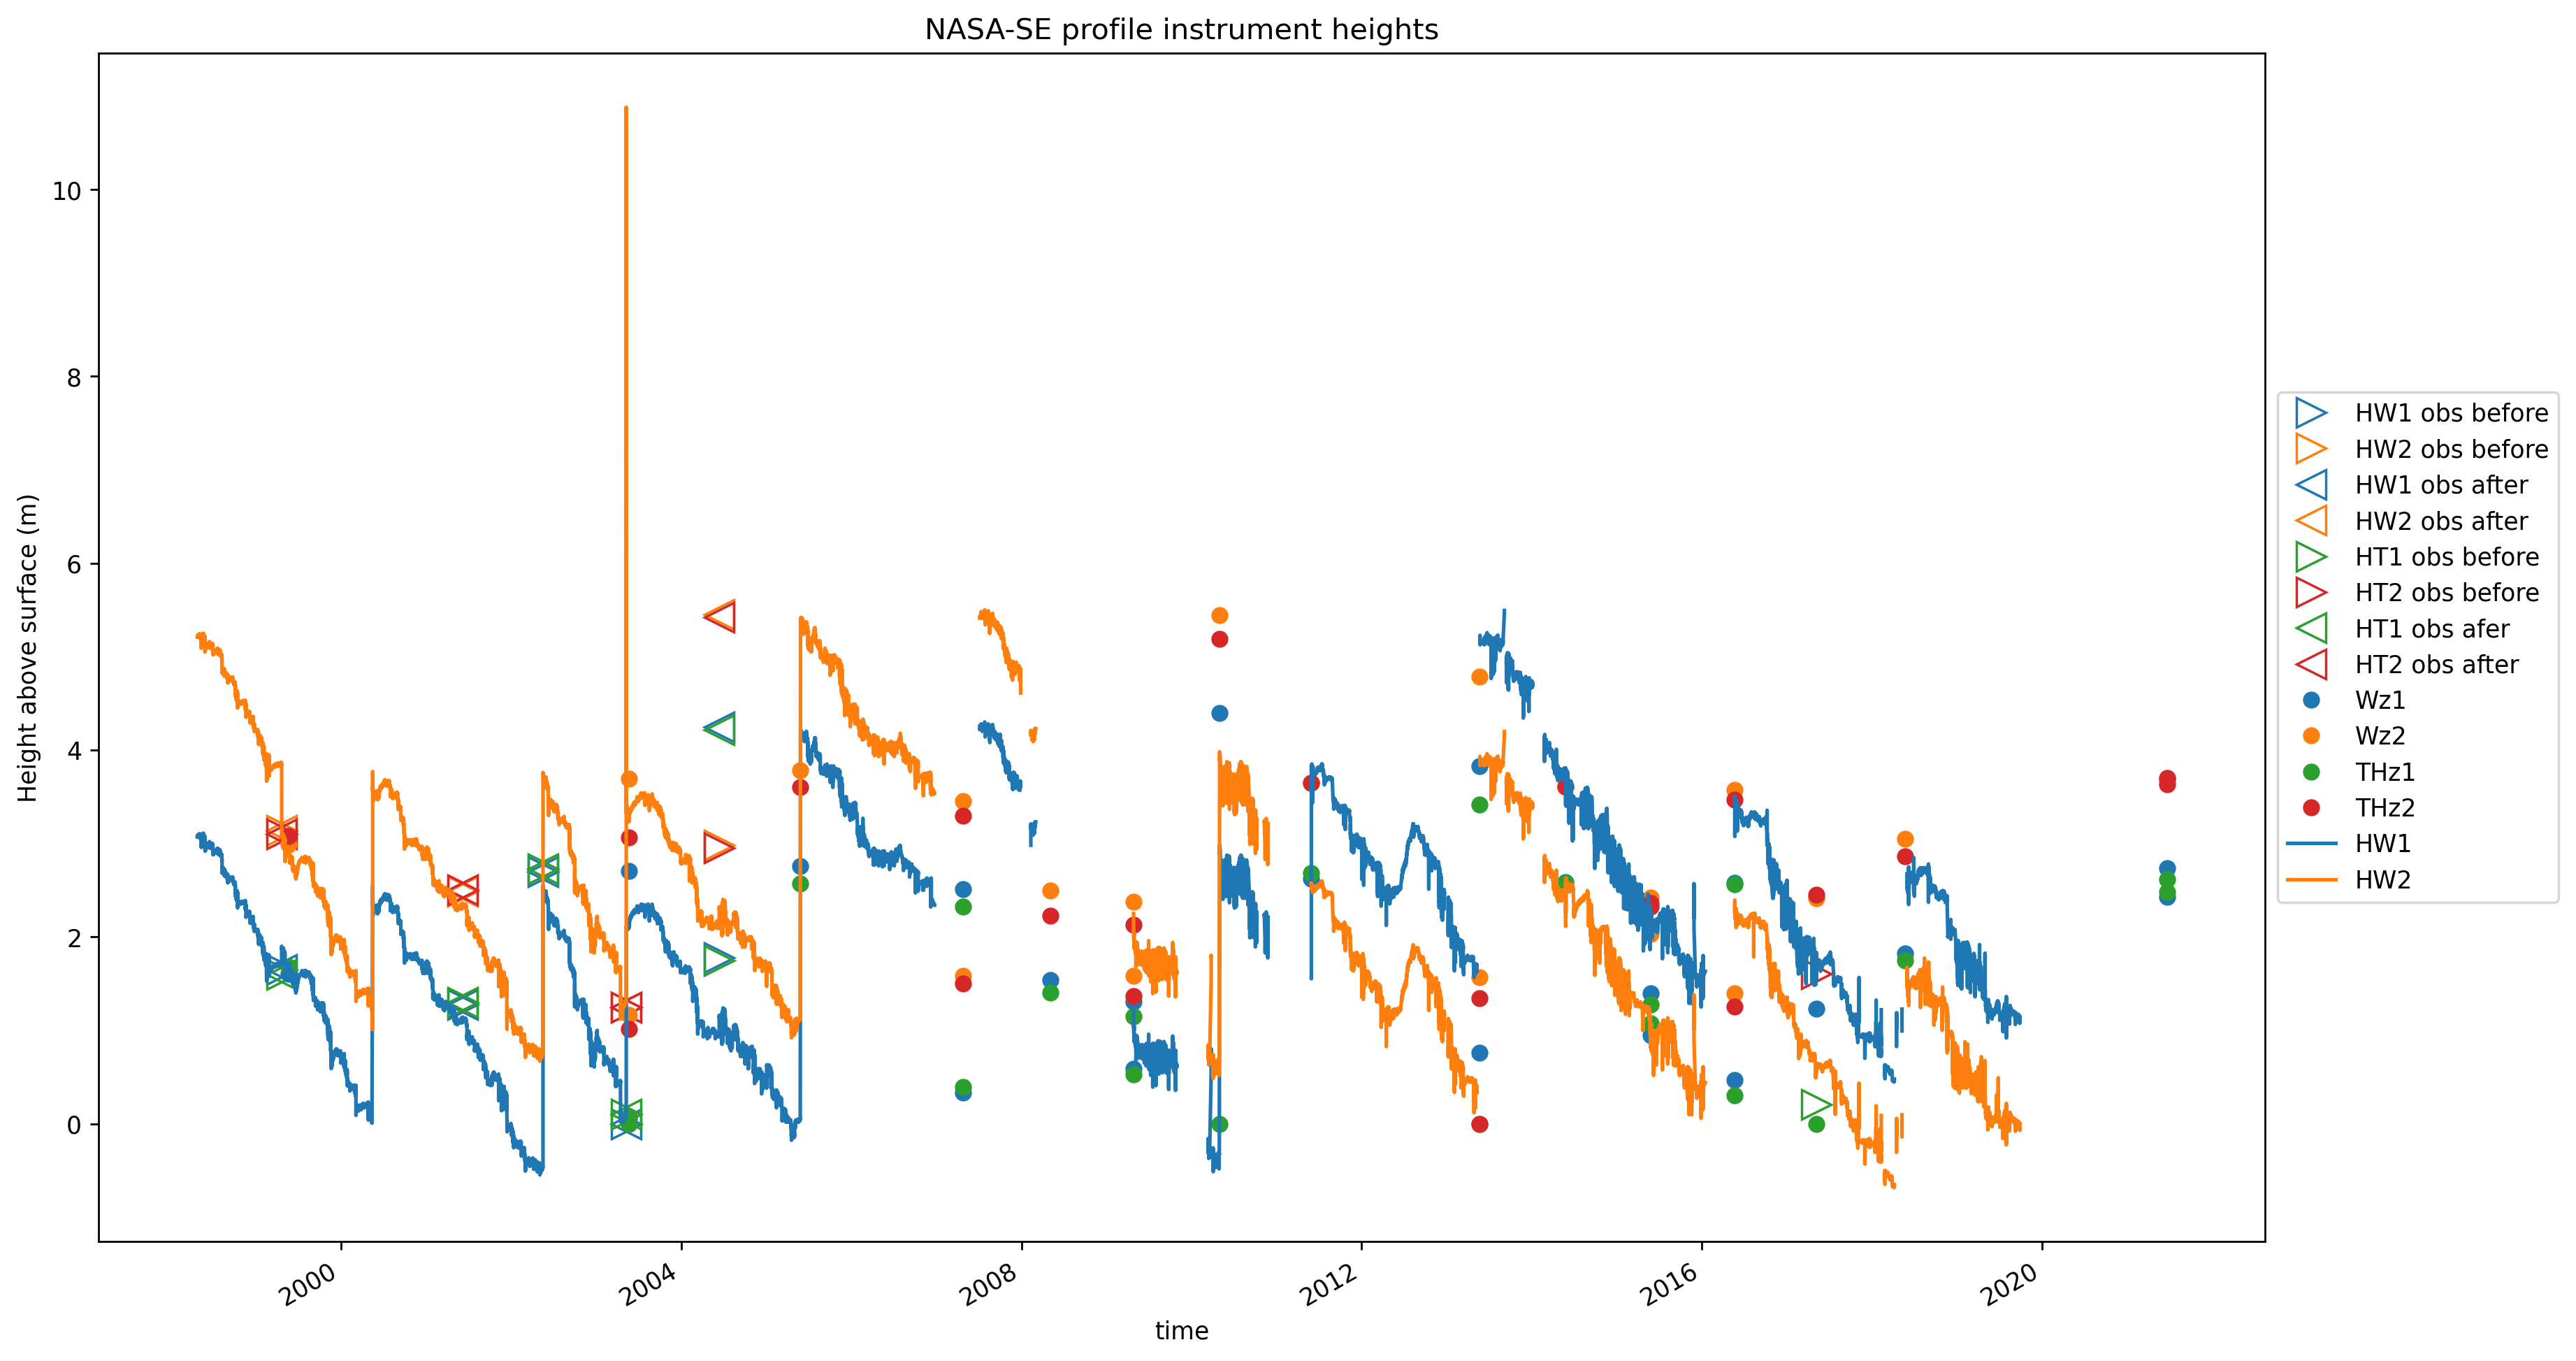 NASA-SE profile instrument heights
Height above surface (m)
10
8
6
4
2
0
2000
2004
2008
2012
2016
2020
time
HW1 obs before
HW2 obs before
HW1 obs after
HW2 obs after
HT1 obs before
HT2 obs before
HT1 obs afer
HT2 obs after
Wz1
Wz2
THz1
THz2
HW1
HW2